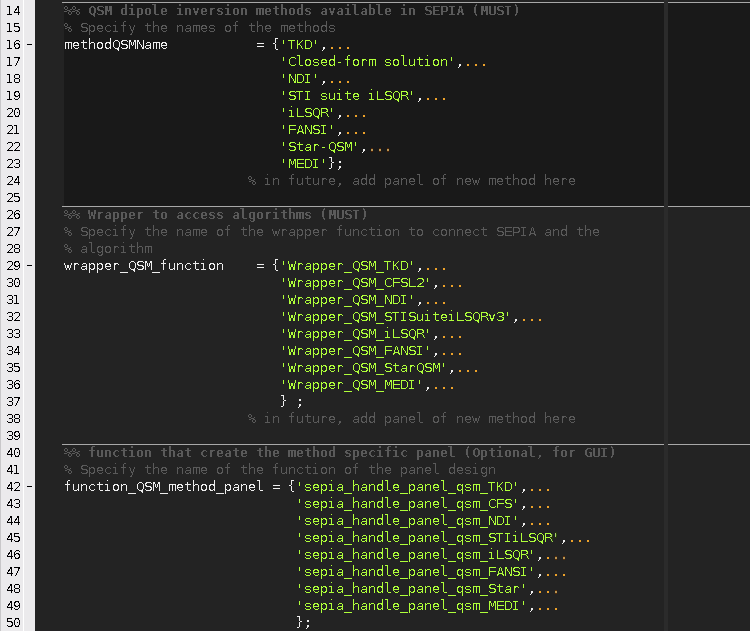 14 %% QSM dipole inversion methods available in SEPIA (MUST)
15 % Specify the names of the methods
16 - methodQSMName = {'TKD',...
17 'Closed-form solution',...
18 'NDI',...
19 'STI suite iLSQR',...
20 'iLSQR',...
21 'FANSI',...
22 'Star-QSM',...
23 'MEDI'};
24 % in future, add panel of new method here
25
26 %% Wrapper to access algorithms (MUST)
27 % Specify the name of the wrapper function to connect SEPIA and the
28 % algorithm
29 - wrapper_QSM_function = {'Wrapper_QSM_TKD',...
30 'Wrapper_QSM_CFSL2',...
31 'Wrapper_QSM_NDI',...
32 'Wrapper_QSM_STISuiteiLSQRv3',...
33 'Wrapper_QSM_iLSQR',...
34 'Wrapper_QSM_FANSI',...
35 'Wrapper_QSM_StarQSM',...
36 'Wrapper_QSM_MEDI',...
37 } ;
38 % in future, add panel of new method here
39
40 %% function that create the method specific panel (Optional, for GUI)
41 % Specify the name of the function of the panel design
42 - function_QSM_method_panel = {'sepia_handle_panel_qsm_TKD',...
43 'sepia_handle_panel_qsm_CFS',...
44 'sepia_handle_panel_qsm_NDI',...
45 'sepia_handle_panel_qsm_STIiLSQR',...
46 'sepia_handle_panel_qsm_iLSQR',...
47 'sepia_handle_panel_qsm_FANSI',...
48 'sepia_handle_panel_qsm_Star',...
49 'sepia_handle_panel_qsm_MEDI',...
50 };